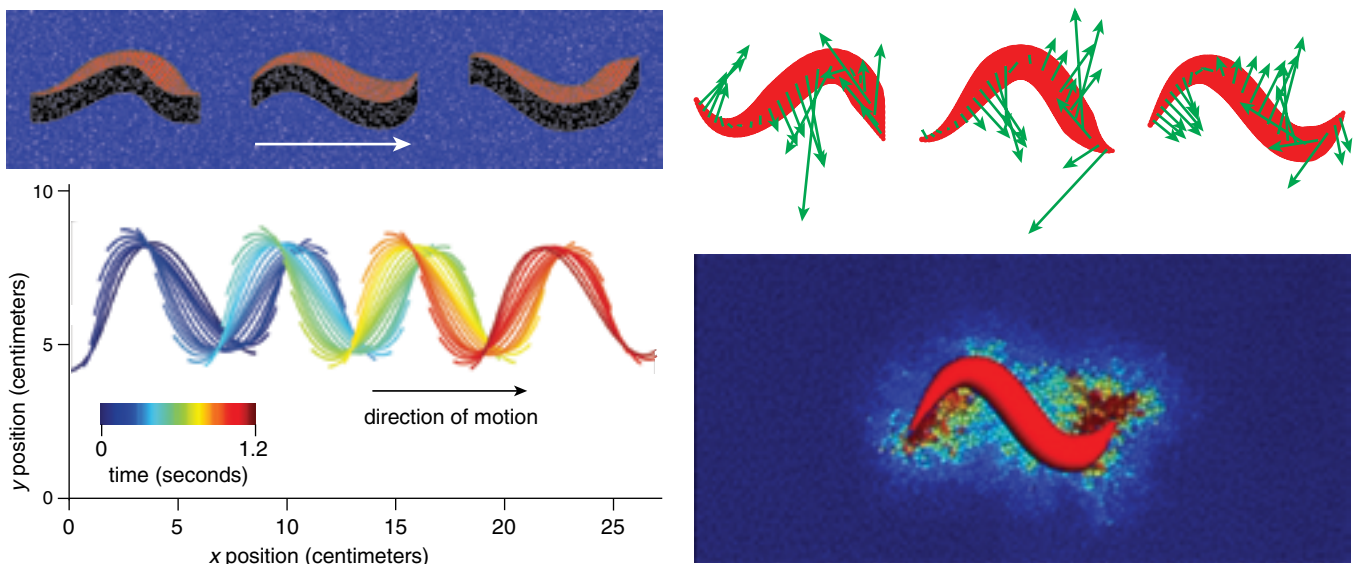 10
5
0
y position (centimeters)
direction of motion
0
1.2
time (seconds)
0
5
10
15
20
25
x position (centimeters)